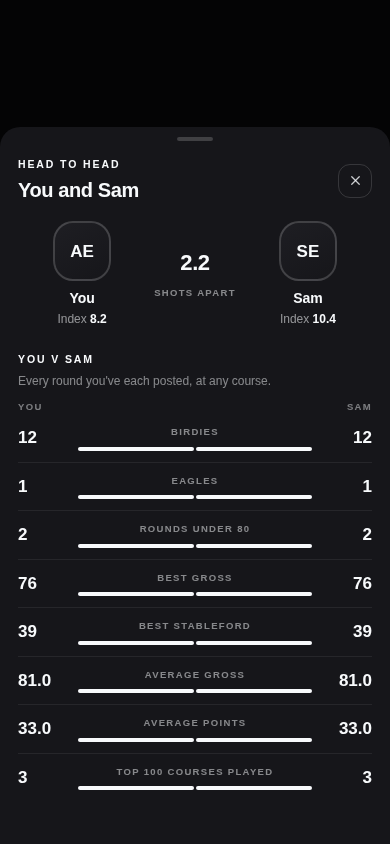 HEAD TO HEAD
You and Sam
AE
2.2
SHOTS APART
SE
You
Sam
Index 8.2
Index 10.4
YOU V SAM
Every round you've each posted, at any course.
YOU SAM
12 BIRDIES 12
1 EAGLES 1
2 ROUNDS UNDER 80 2
76 BEST GROSS 76
39 BEST STABLEFORD 39
81.0 AVERAGE GROSS 81.0
33.0 AVERAGE POINTS 33.0
3 TOP 100 COURSES PLAYED 3